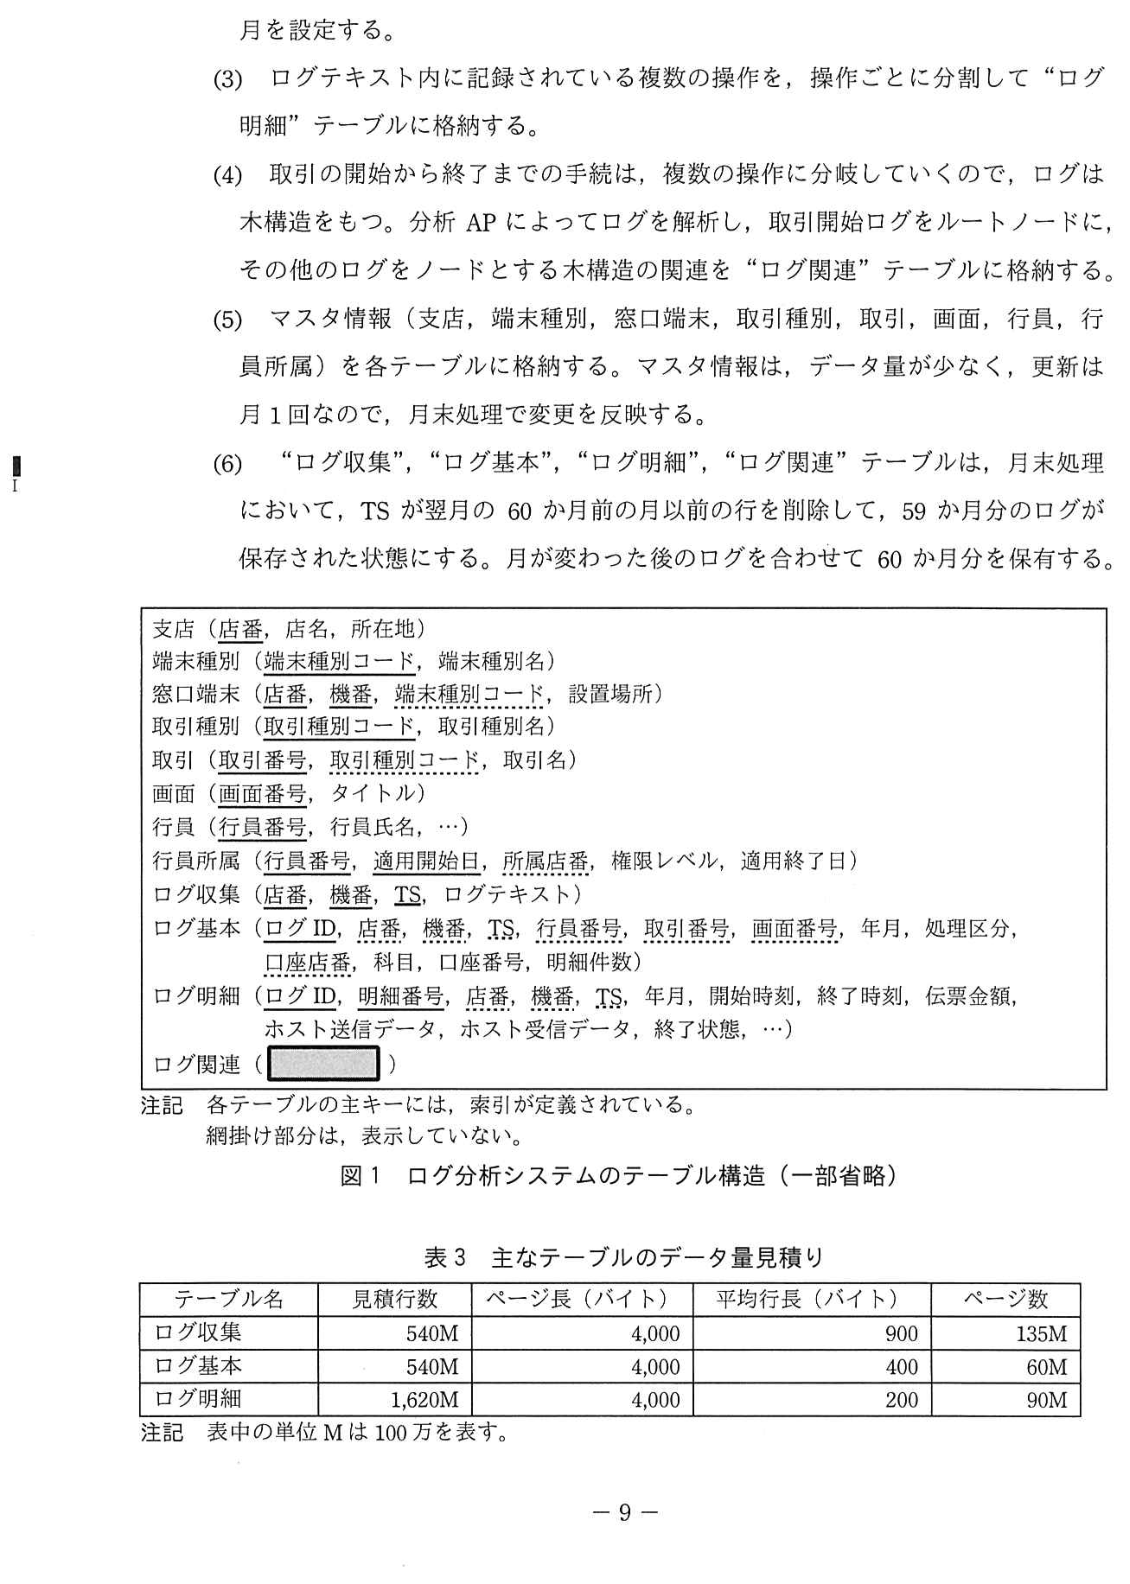 月を設定する。
(3) ログテキスト内に記録されている複数の操作を，操作ごとに分割して“ログ
明細”テーブルに格納する。
(4) 取引の開始から終了までの手続は，複数の操作に分岐していくので，ログは
木構造をもつ。分析 AP によってログを解析し，取引開始ログをルートノードに，
その他のログをノードとする木構造の関連を“ログ関連”テーブルに格納する。
(5) マスタ情報（支店，端末種別，窓口端末，取引種別，取引，画面，行員，行
員所属）を各テーブルに格納する。マスタ情報は，データ量が少なく，更新は
月 1 回なので，月末処理で変更を反映する。
(6) “ログ収集”，“ログ基本”，“ログ明細”，“ログ関連”テーブルは，月末処理
において，TS が翌月の 60 か月前の月以前の行を削除して，59 か月分のログが
保存された状態にする。月が変わった後のログを合わせて 60 か月分を保有する。
支店（店番，店名，所在地）
端末種別（端末種別コード，端末種別名）
窓口端末（店番，機番，端末種別コード，設置場所）
取引種別（取引種別コード，取引種別名）
取引（取引番号，取引種別コード，取引名）
画面（画面番号，タイトル）
行員（行員番号，行員氏名，…）
行員所属（行員番号，適用開始日，所属店番，権限レベル，適用終了日）
ログ収集（店番，機番，TS，ログテキスト）
ログ基本（ログ ID，店番，機番，TS，行員番号，取引番号，画面番号，年月，処理区分，
口座店番，科目，口座番号，明細件数）
ログ明細（ログ ID，明細番号，店番，機番，TS，年月，開始時刻，終了時刻，伝票金額，
ホスト送信データ，ホスト受信データ，終了状態，…）
ログ関連（　　　）
注記 各テーブルの主キーには，索引が定義されている。
網掛け部分は，表示していない。
図 1 ログ分析システムのテーブル構造（一部省略）
表 3 主なテーブルのデータ量見積り
テーブル名 見積行数 ページ長（バイト） 平均行長（バイト） ページ数
ログ収集 540M 4,000 900 135M
ログ基本 540M 4,000 400 60M
ログ明細 1,620M 4,000 200 90M
注記 表中の単位 M は 100 万を表す。
－ 9 －